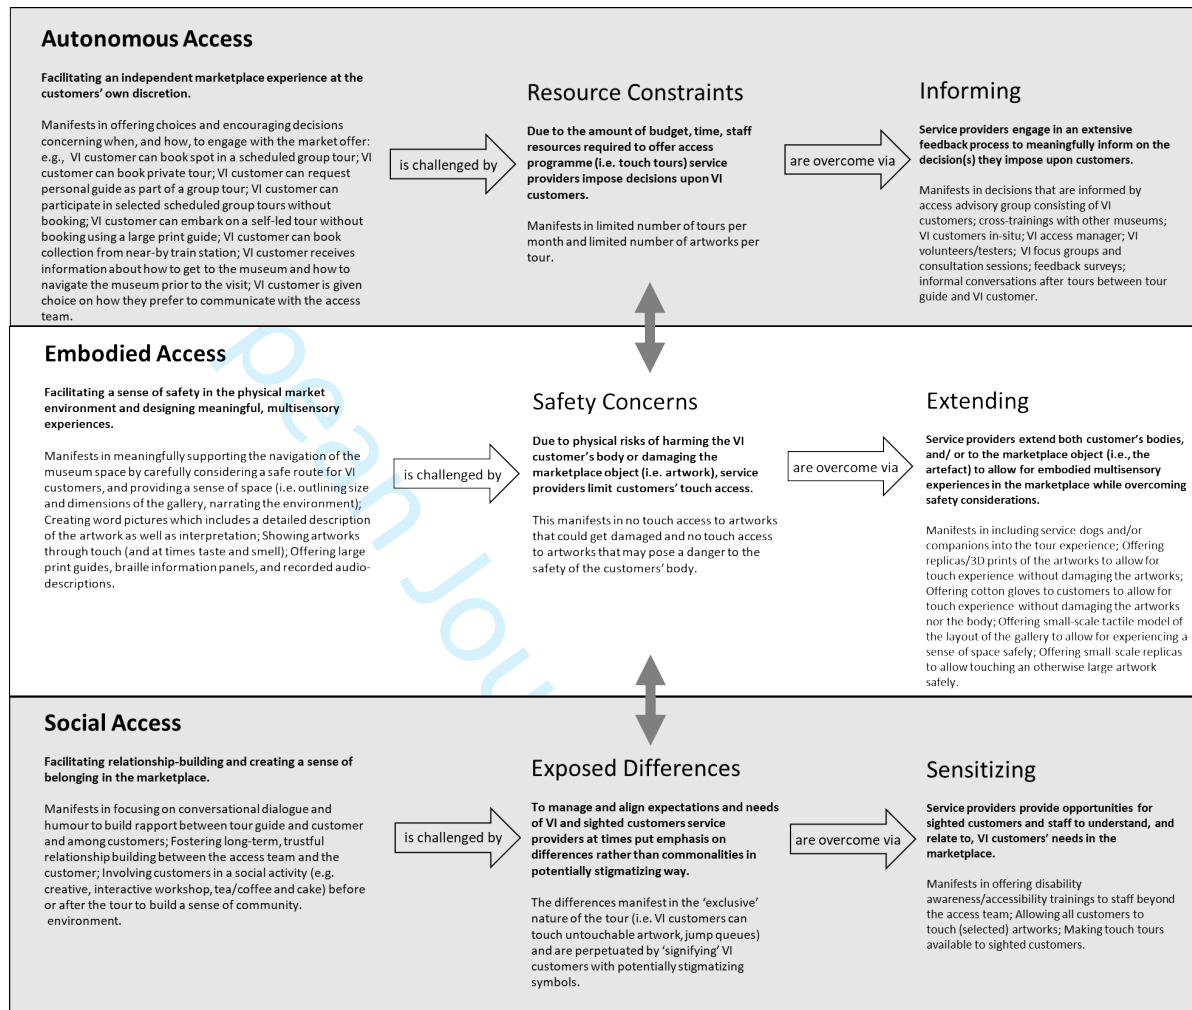 Autonomous Access
Facilitating an independent marketplace experience at the
customers' own discretion.
Manifests in offering choices and encouraging decisions
concerning when, and how, to engage with the market offer:
e.g., VI customer can book spot in a scheduled group tour; VI
customer can book private tour; VI customer can request
personal guide as part of a group tour; VI customer can
participate in selected scheduled group tours without
booking; VI customer can embark on a self-led tour without
booking using a large print guide; VI customer can book
collection from near-by train station; VI customer receives
information about how to get to the museum and how to
navigate the museum prior to the visit; VI customer is given
choice on how they prefer to communicate with the access
team.
is challenged by
Resource Constraints
Due to the amount of budget, time, staff
resources required to offer access
programme (i.e. touch tours) service
providers impose decisions upon VI
customers.
Manifests in limited number of tours per
month and limited number of artworks per
tour.
are overcome via
Informing
Service providers engage in an extensive
feedback process to meaningfully inform on the
decision(s) they impose upon customers.
Manifests in decisions that are informed by
access advisory group consisting of VI
customers; cross-trainings with other museums;
VI customers in-situ; VI access manager; VI
volunteers/testers; VI focus groups and
consultation sessions; feedback surveys;
informal conversations after tours between tour
guide and VI customer.
Embodied Access
Facilitating a sense of safety in the physical market
environment and designing meaningful, multisensory
experiences.
Manifests in meaningfully supporting the navigation of the
museum space by carefully considering a safe route for VI
customers, and providing a sense of space (i.e. outlining size
and dimensions of the gallery, narrating the environment);
Creating word pictures which includes a detailed description
of the artwork as well as interpretation; Showing artworks
through touch (and at times taste and smell); Offering large
print guides, braille information panels, and recorded audio-
descriptions.
is challenged by
Safety Concerns
Due to physical risks of harming the VI
customer's body or damaging the
marketplace object (i.e. artwork), service
providers limit customers' touch access.
This manifests in no touch access to artworks
that could get damaged and no touch access
to artworks that may pose a danger to the
safety of the customers' body.
are overcome via
Extending
Service providers extend both customer's bodies,
and/ or to the marketplace object (i.e., the
artefact) to allow for embodied multisensory
experiences in the marketplace while overcoming
safety considerations.
Manifests in including service dogs and/or
companions into the tour experience; Offering
replicas/3D prints of the artworks to allow for
touch experience without damaging the artworks;
Offering cotton gloves to customers to allow for
touch experience without damaging the artworks
nor the body; Offering small-scale tactile model of
the layout of the gallery to allow for experiencing a
sense of space safely; Offering small-scale replicas
to allow touching an otherwise large artwork
safely.
pean Jou
Social Access
Facilitating relationship-building and creating a sense of
belonging in the marketplace.
Manifests in focusing on conversational dialogue and
humour to build rapport between tour guide and customer
and among customers; Fostering long-term, trustful
relationship building between the access team and the
customer; Involving customers in a social activity (e.g.
creative, interactive workshop, tea/coffee and cake) before
or after the tour to build a sense of community.
environment.
is challenged by
Exposed Differences
To manage and align expectations and needs
of VI and sighted customers service
providers at times put emphasis on
differences rather than commonalities in
potentially stigmatizing way.
The differences manifest in the 'exclusive'
nature of the tour (i.e. VI customers can
touch untouchable artwork, jump queues)
and are perpetuated by 'signifying' VI
customers with potentially stigmatizing
symbols.
are overcome via
Sensitizing
Service providers provide opportunities for
sighted customers and staff to understand, and
relate to, VI customers' needs in the
marketplace.
Manifests in offering disability
awareness/accessibility trainings to staff beyond
the access team; Allowing all customers to
touch (selected) artworks; Making touch tours
available to sighted customers.